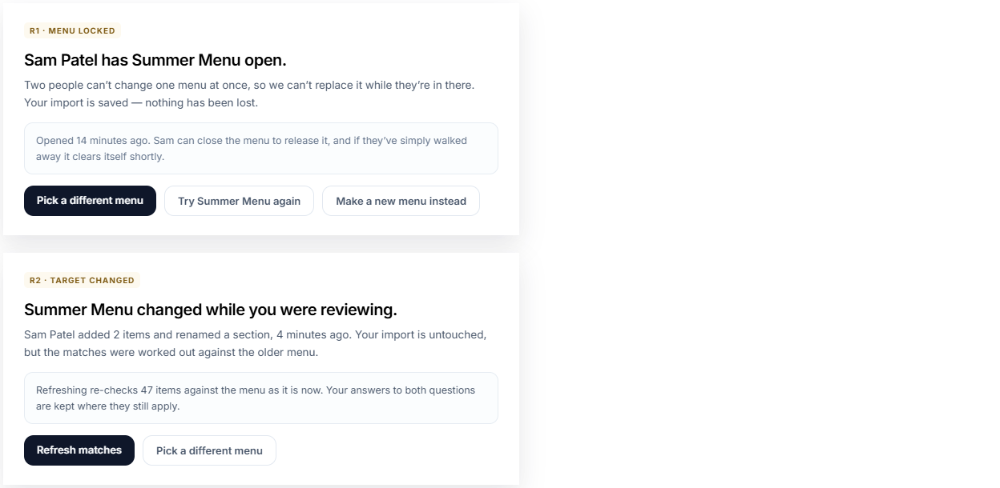 R1 · MENU LOCKED
Sam Patel has Summer Menu open.
Two people can’t change one menu at once, so we can’t replace it while they’re in there.
Your import is saved — nothing has been lost.
Opened 14 minutes ago. Sam can close the menu to release it, and if they’ve simply walked
away it clears itself shortly.
Pick a different menu
Try Summer Menu again
Make a new menu instead
R2 · TARGET CHANGED
Summer Menu changed while you were reviewing.
Sam Patel added 2 items and renamed a section, 4 minutes ago. Your import is untouched,
but the matches were worked out against the older menu.
Refreshing re-checks 47 items against the menu as it is now. Your answers to both questions
are kept where they still apply.
Refresh matches
Pick a different menu